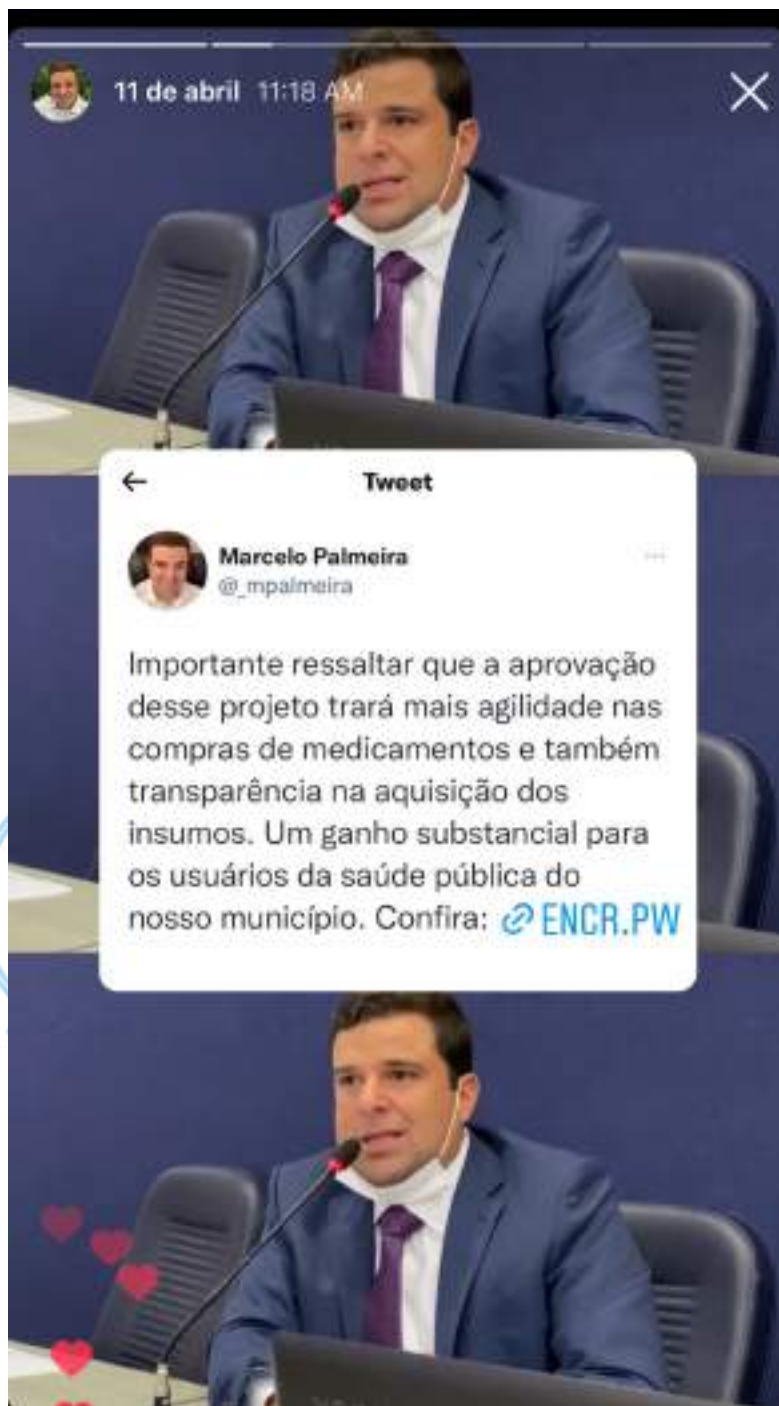 11 de abril 11:18 AM
Tweet
Marcelo Palmeira
@_mpalmeira
Importante ressaltar que a aprovação
desse projeto trará mais agilidade nas
compras de medicamentos e também
transparência na aquisição dos
insumos. Um ganho substancial para
os usuários da saúde pública do
nosso município. Confira: ENCR.PW